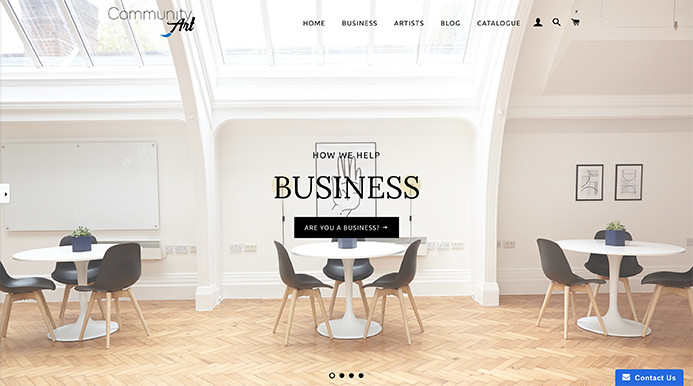 Community
Art
HOME BUSINESS ARTISTS BLOG CATALOGUE
HOW WE HELP
BUSINESS
ARE YOU A BUSINESS? →
Contact Us